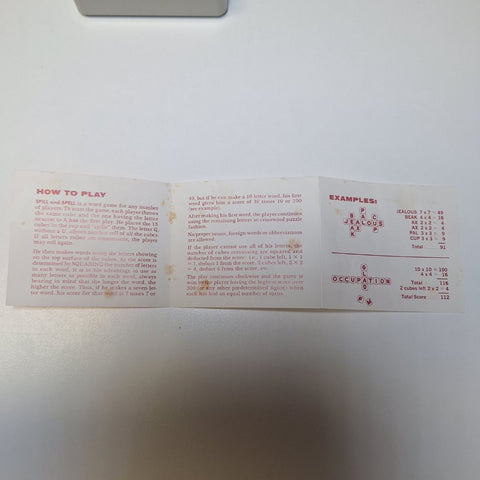 HOW TO PLAY
SPILL and SPELL is a word game for any number
of players. To start the game, each player throws
the same cube and the one having the letter
nearest to A has the first play. He places the 15
cubes in the cup and "spills" them. The letter Q,
without a U, allows another roll of all the cubes.
If all letters rolled are consonants, the player
may roll again.
He then makes words using the letters showing
on the top surface of the cubes. As the score is
determined by SQUARING the number of letters
in each word, it is to his advantage to use as
many letters as possible in each word, always
bearing in mind that the longer the word, the
higher the score. Thus, if he makes a seven let-
ter word, his score for that word is 7 times 7 or
49, but if he can make a 10 letter word, his first
word gives him a score of 10 times 10 or 100
(see example).
After making his first word, the player continues
using the remaining letters in crossword puzzle
fashion.
No proper names, foreign words or abbreviations
are allowed.
If the player cannot use all of his letters, the
number of cubes remaining are squared and
deducted from the score: i.e., 1 cube left, 1 x 1
= 1, deduct 1 from the score, 2 cubes left, 2 x 2
= 4, deduct 4 from the score, etc.
The play continues clockwise and the game is
won by the player having the highest score over
200 (or any other predetermined figure) when
each has had an equal number of turns.
EXAMPLES:
B A C
JEALOUS
A X P
K
JEALOUS 7 x 7 = 49
BEAK 4 x 4 = 16
AX 2 x 2 = 4
AX 2 x 2 = 4
PAL 3 x 3 = 9
CUP 3 x 3 = 9
Total 91
G
OCCUPATION
10 x 10 = 100
4 x 4 = 16
Total 116
2 cubes left 2 x 2 = 4
Total Score 112